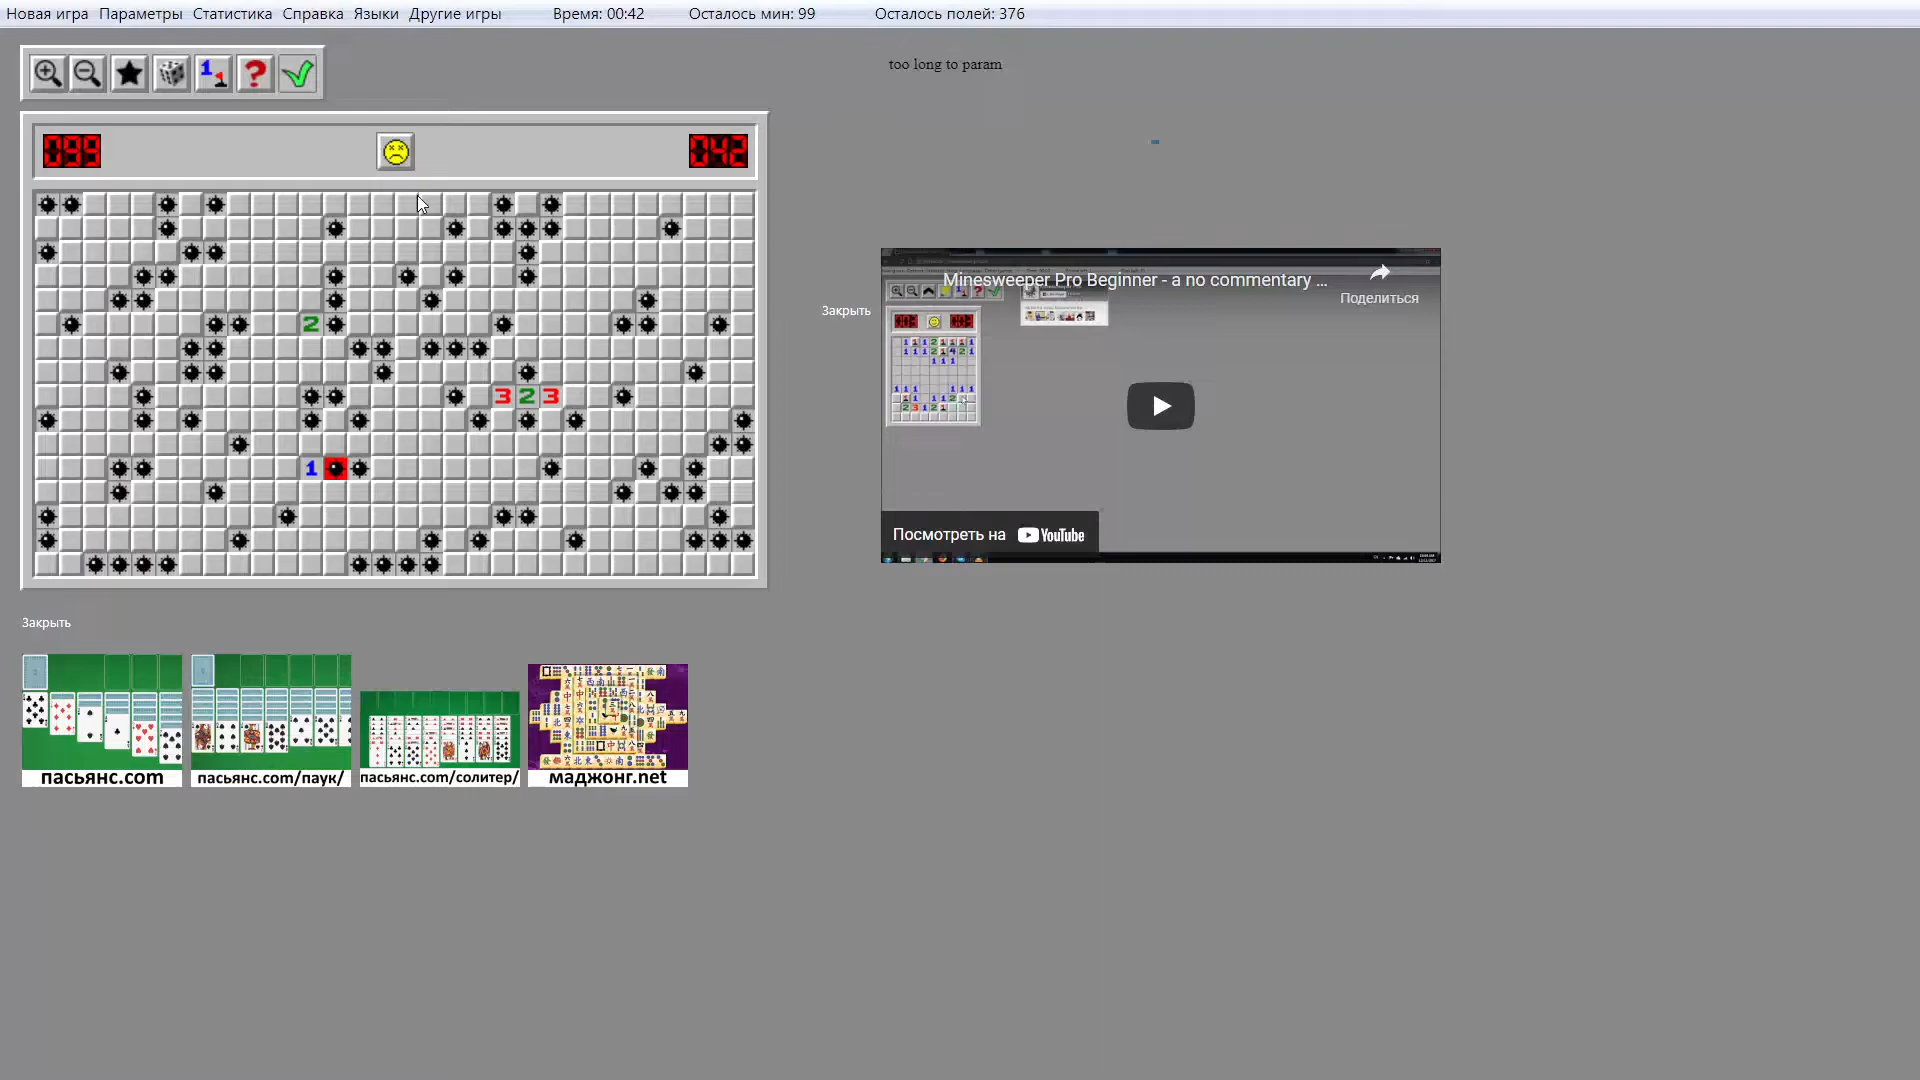 Новая игра Параметры Статистика Справка Языки Другие игры Время: 00:42 Осталось мин: 99 Осталось полей: 376
too long to param
099 042
Minesweeper Pro Beginner - a no commentary ...
Поделиться
Закрыть
2
3 2 3
1
Посмотреть на YouTube
Закрыть
пасьянс.com пасьянс.com/паук/ пасьянс.com/солитер/ маджонг.net